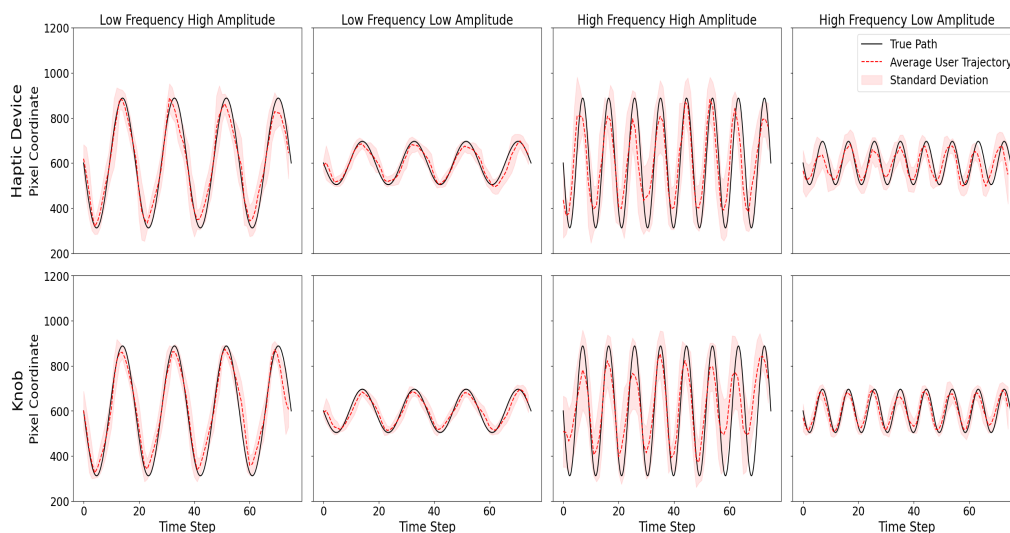 Low Frequency High Amplitude
Low Frequency Low Amplitude
High Frequency High Amplitude
High Frequency Low Amplitude
1200
1000
800
600
400
200
Haptic Device
Pixel Coordinate
True Path
Average User Trajectory
Standard Deviation
1200
1000
800
600
400
200
Knob
Pixel Coordinate
0 20 40 60
0 20 40 60
0 20 40 60
0 20 40 60
Time Step
Time Step
Time Step
Time Step